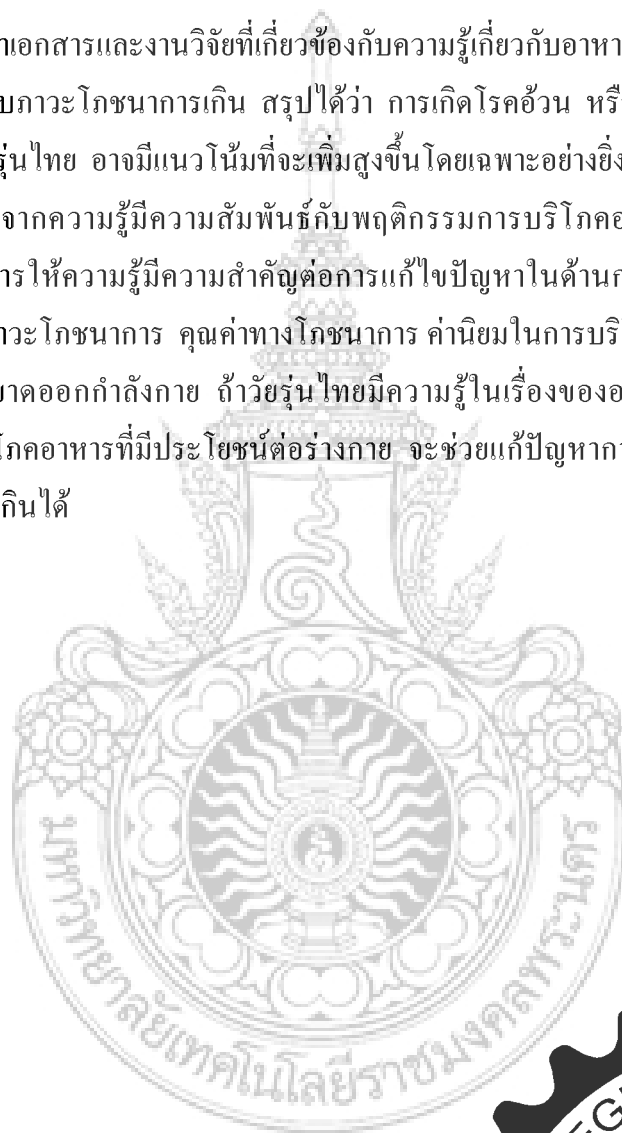 าเอกสารและงานวิจัยที่เกี่ยวข้องกับความรู้เกี่ยวกับอาหา
บภาวะโภชนาการเกิน สรุปได้ว่า การเกิดโรคอ้วน หรื
รุ่นไทย อาจมีแนวโน้มที่จะเพิ่มสูงขึ้นโดยเฉพาะอย่างยิ่ง
จากความรู้มีความสัมพันธ์กับพฤติกรรมการบริโภคอ
ารให้ความรู้มีความสำคัญต่อการแก้ไขปัญหาในด้านก
าวะโภชนาการ คุณค่าทางโภชนาการ ค่านิยมในการบริ
ขาดออกกำลังกาย ถ้าวัยรุ่นไทยมีความรู้ในเรื่องของอ
โภคอาหารที่มีประโยชน์ต่อร่างกาย จะช่วยแก้ปัญหากา
กินได้
มหาวิทยาลัยเทคโนโลยีราชมงคลพระนคร